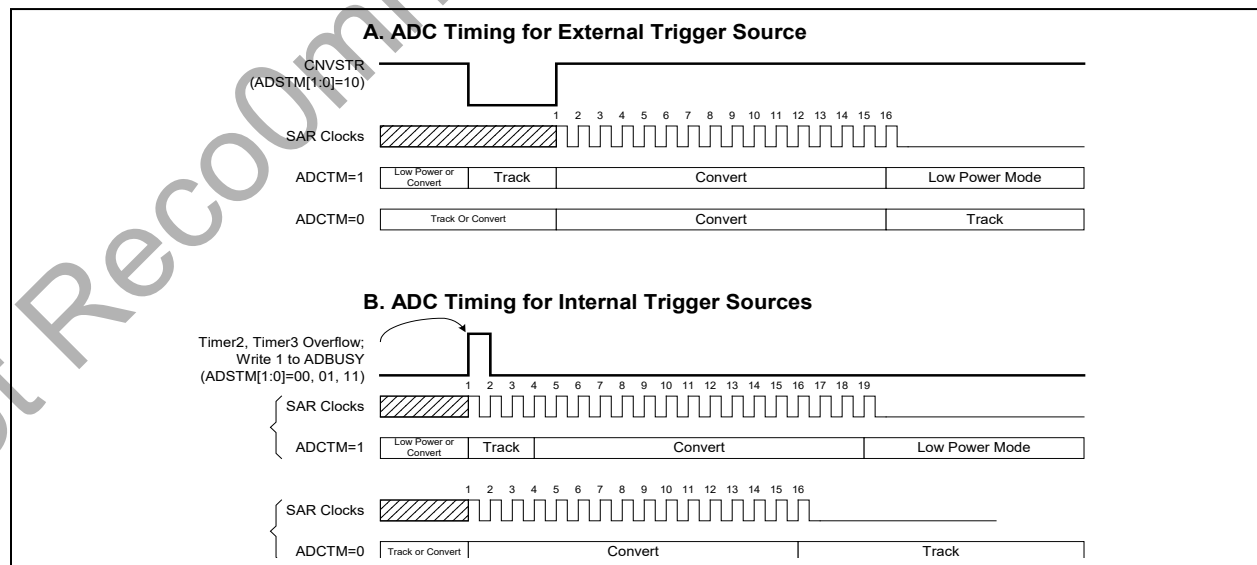 A. ADC Timing for External Trigger Source
CNVSTR
(ADSTM[1:0]=10)
1 2 3 4 5 6 7 8 9 10 11 12 13 14 15 16
SAR Clocks
ADCTM=1 Low Power or Convert Track Convert Low Power Mode
ADCTM=0 Track Or Convert Convert Track
B. ADC Timing for Internal Trigger Sources
Timer2, Timer3 Overflow;
Write 1 to ADBUSY
(ADSTM[1:0]=00, 01, 11)
1 2 3 4 5 6 7 8 9 10 11 12 13 14 15 16 17 18 19
SAR Clocks
ADCTM=1 Low Power or Convert Track Convert Low Power Mode
1 2 3 4 5 6 7 8 9 10 11 12 13 14 15 16
SAR Clocks
ADCTM=0 Track or Convert Convert Track